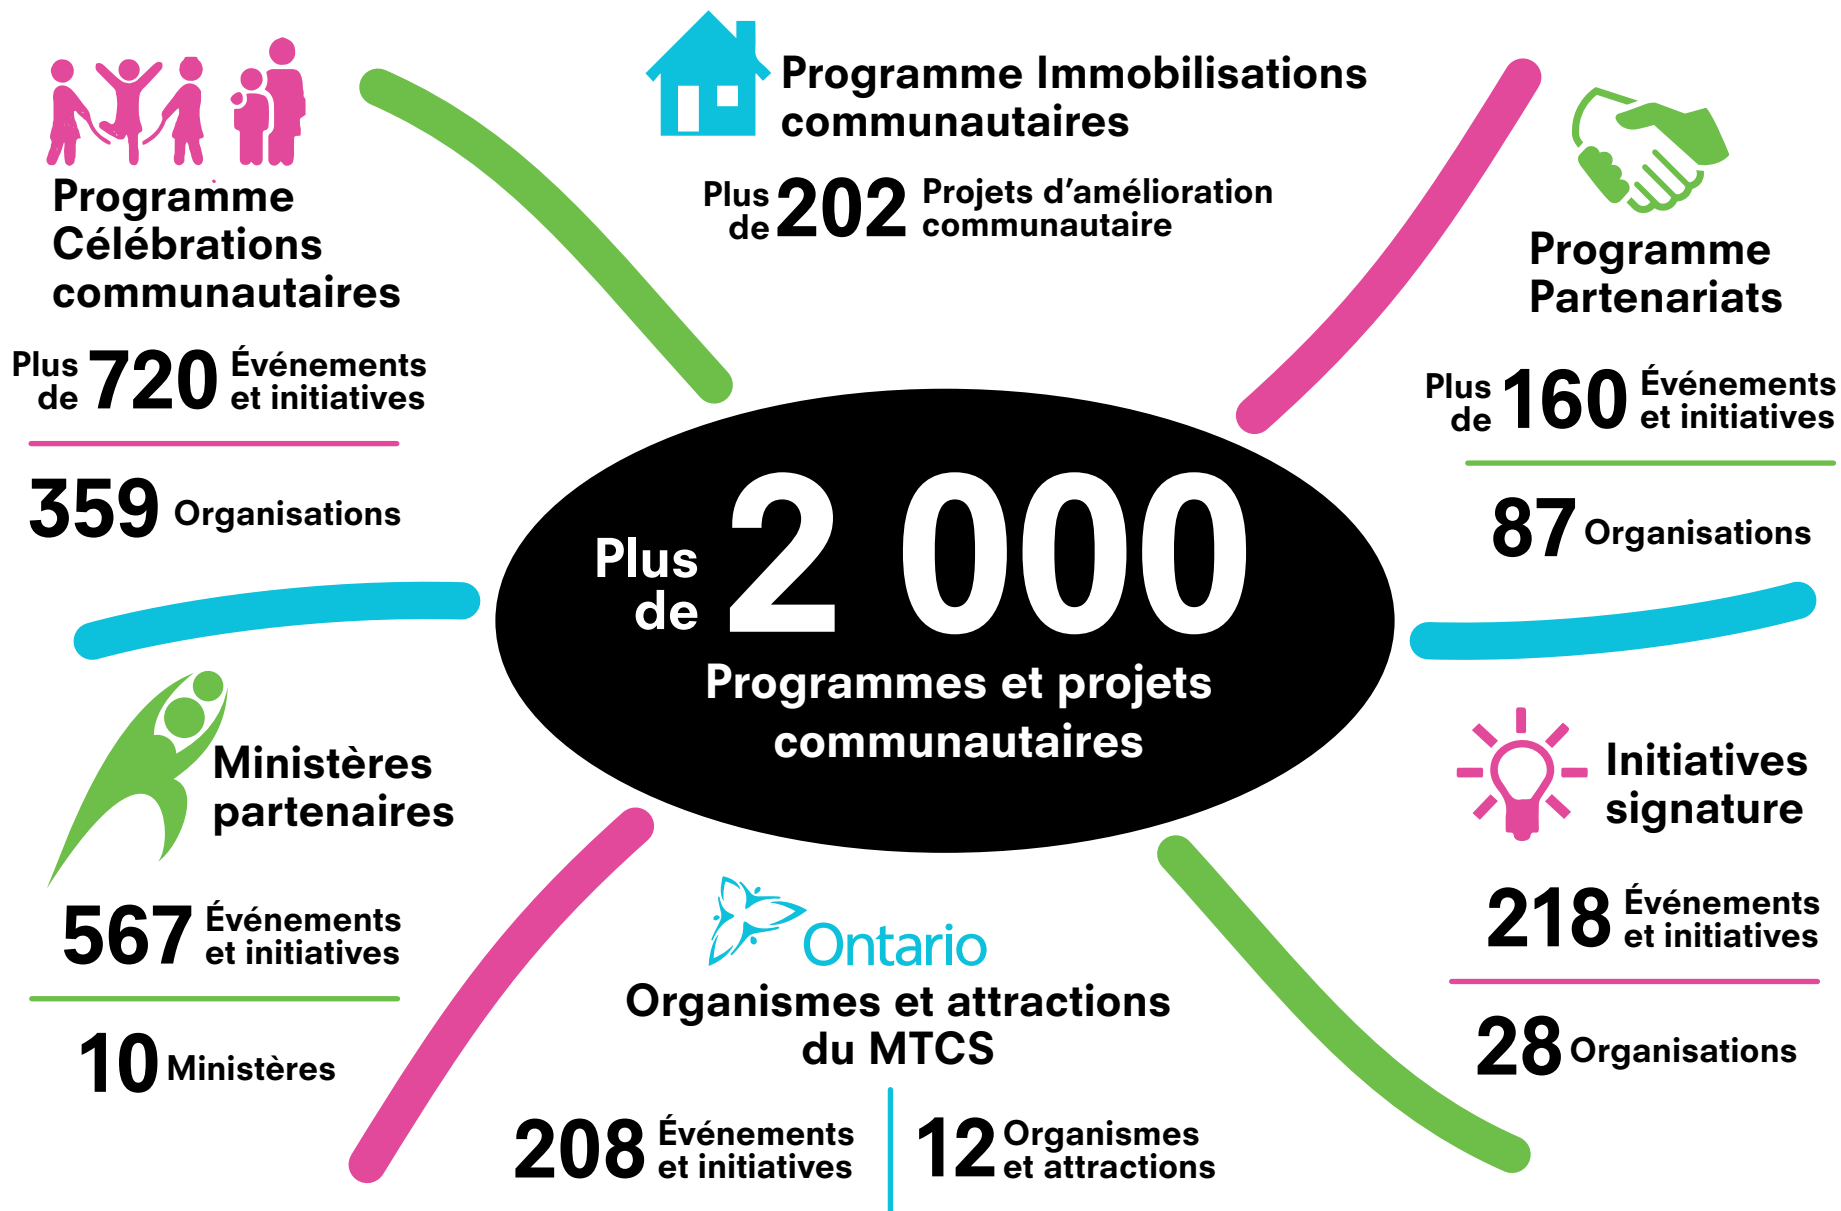 Programme
Célébrations
communautaires
Plus de 720 Événements et initiatives
359 Organisations
Programme Immobilisations
communautaires
Plus de 202 Projets d’amélioration communautaire
Programme
Partenariats
Plus de 160 Événements et initiatives
87 Organisations
Plus de 2 000
Programmes et projets
communautaires
Ministères
partenaires
567 Événements et initiatives
10 Ministères
Ontario
Organismes et attractions
du MTCS
208 Événements et initiatives
12 Organismes et attractions
Initiatives
signature
218 Événements et initiatives
28 Organisations